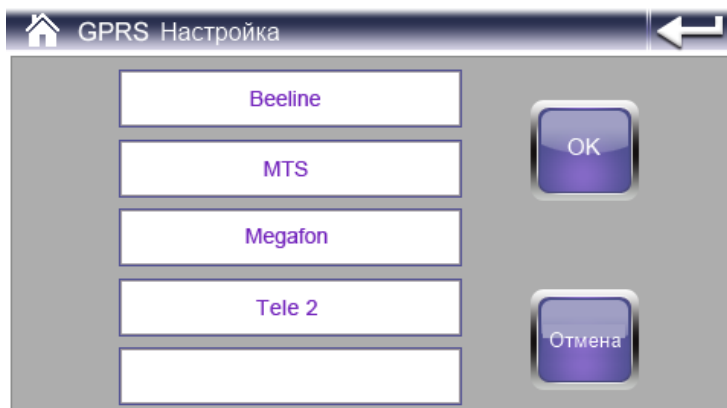 GPRS Настройка
Beeline
MTS
Megafon
Tele 2
OK
Отмена